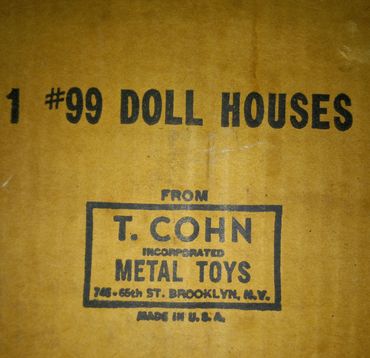 1 #99 DOLL HOUSES
FROM
T. COHN
INCORPORATED
METAL TOYS
745-65th ST. BROOKLYN, N.Y.
MADE IN U.S.A.